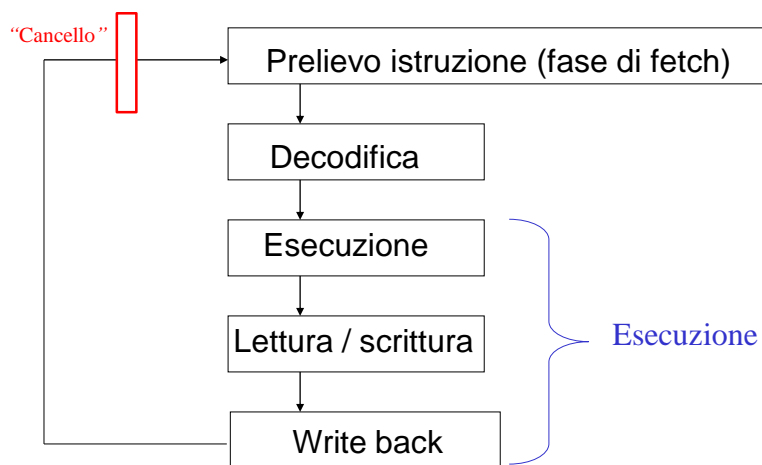 “Cancello”
Prelievo istruzione (fase di fetch)
Decodifica
Esecuzione
Lettura / scrittura
Esecuzione
Write back